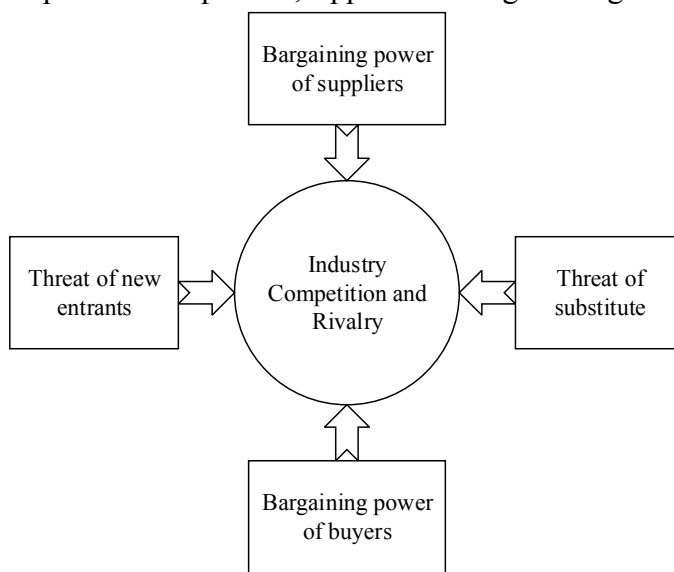 Bargaining power
of suppliers
Threat of new
entrants
Industry
Competition and
Rivalry
Threat of
substitute
Bargaining power
of buyers